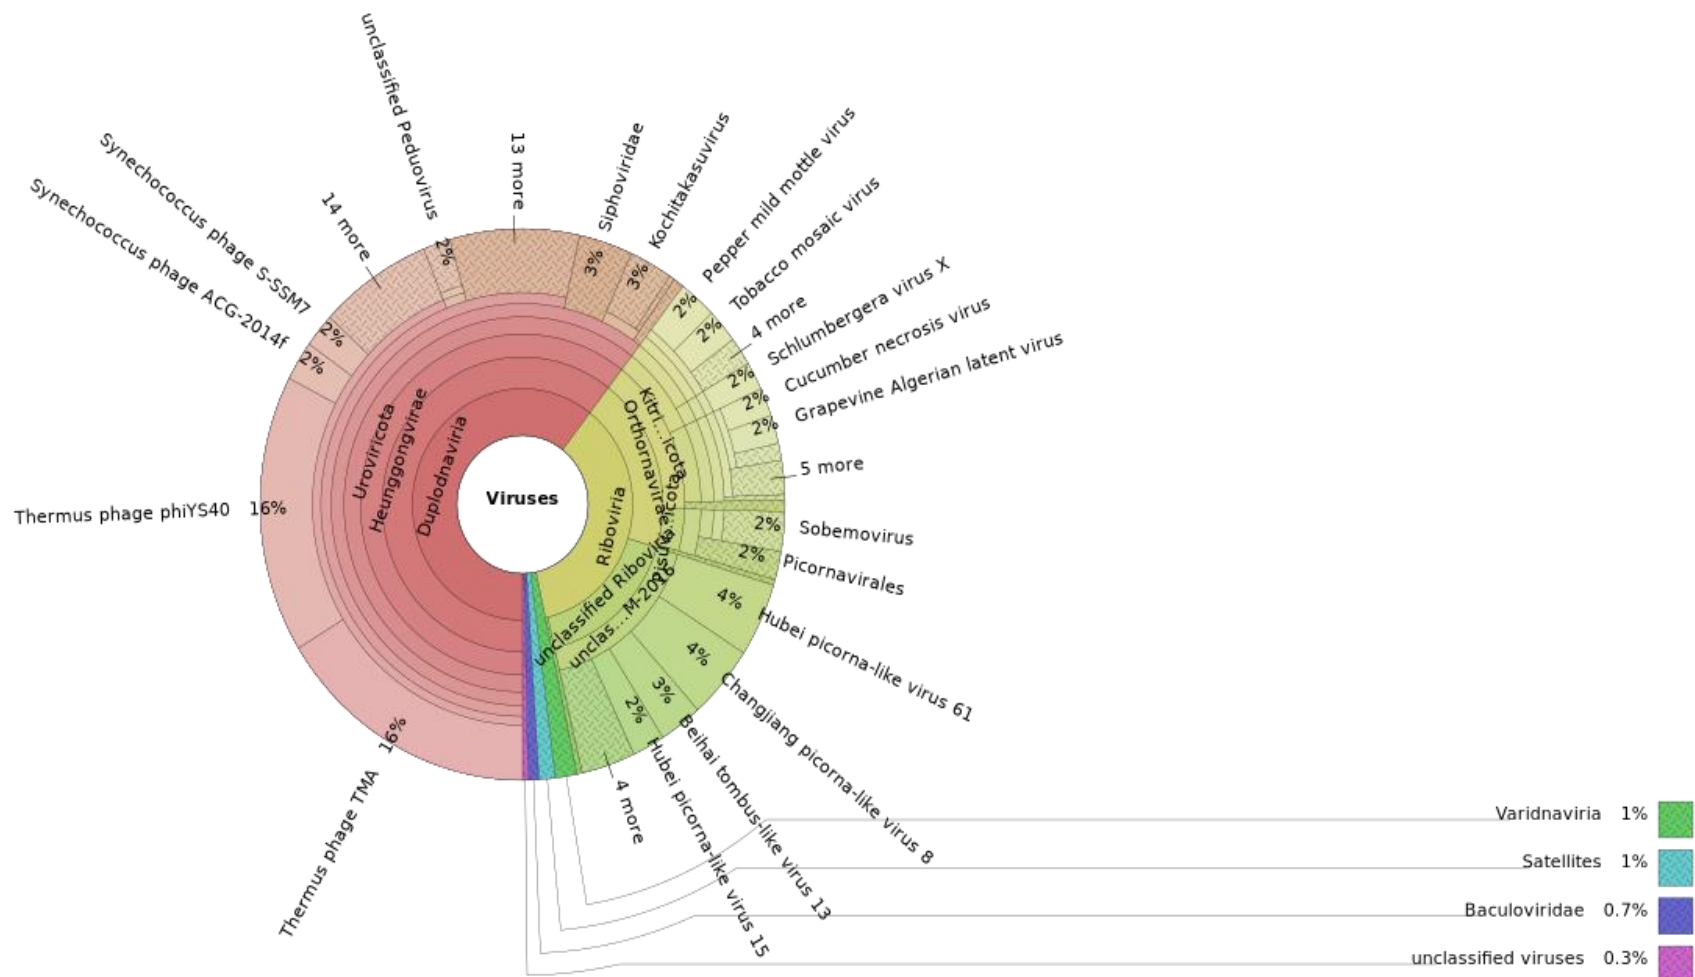 unclassified Peduovirus
13 more
Siphoviridae
Kochitakasuvirus
Pepper mild mottle virus
Tobacco mosaic virus
4 more
Schlumbergera virus X
Cucumber necrosis virus
Grapevine Algerian latent virus
5 more
Sobemovirus
Picornavirales
Hubei picorna-like virus 61
Changjiang picorna-like virus 8
Beihai tombus-like virus 13
Hubei picorna-like virus 15
4 more
Thermus phage TMA
Thermus phage phiYS40
Synechococcus phage ACG-2014f
Synechococcus phage S-SSM7
14 more
2%
3%
3%
2%
2%
2%
2%
2%
2%
2%
4%
4%
3%
2%
16%
16%
2%
2%
Viruses
Duplodnaviria
Heunggongvirae
Uroviricota
Riboviria
Orthornavirae
Kitri...icota
unclassified Riboviria
unclas...M-2016
Varidnaviria 1%
Satellites 1%
Baculoviridae 0.7%
unclassified viruses 0.3%